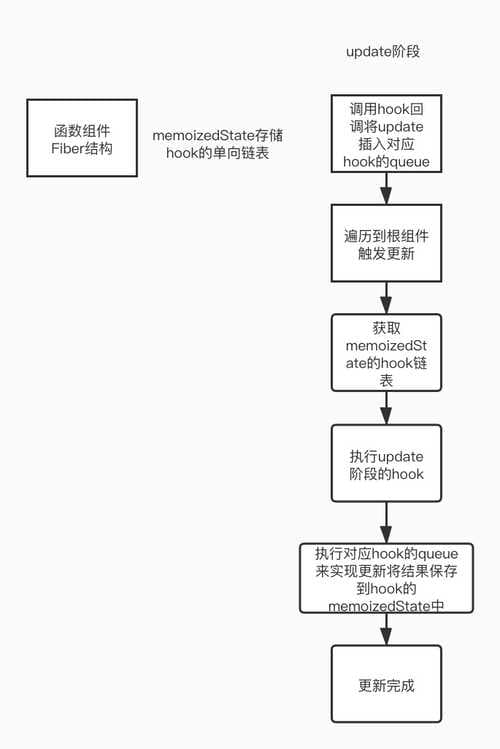 update阶段
函数组件
Fiber结构
memoizedState存储
hook的单向链表
调用hook回
调将update
插入对应
hook的queue
遍历到根组件
触发更新
获取
memoizedSt
ate的hook链
表
执行update
阶段的hook
执行对应hook的queue
来实现更新将结果保存
到hook的
memoizedState中
更新完成